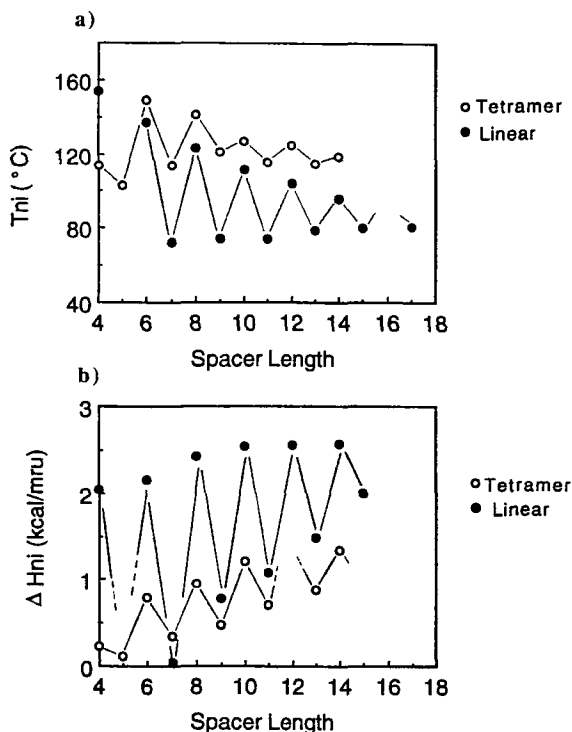 a)
160
120
80
40
Tni (°C)
4 6 8 10 12 14 16 18
Spacer Length
Tetramer
Linear
b)
3
2
1
0
Δ Hni (kcal/mru)
4 6 8 10 12 14 16 18
Spacer Length
Tetramer
Linear